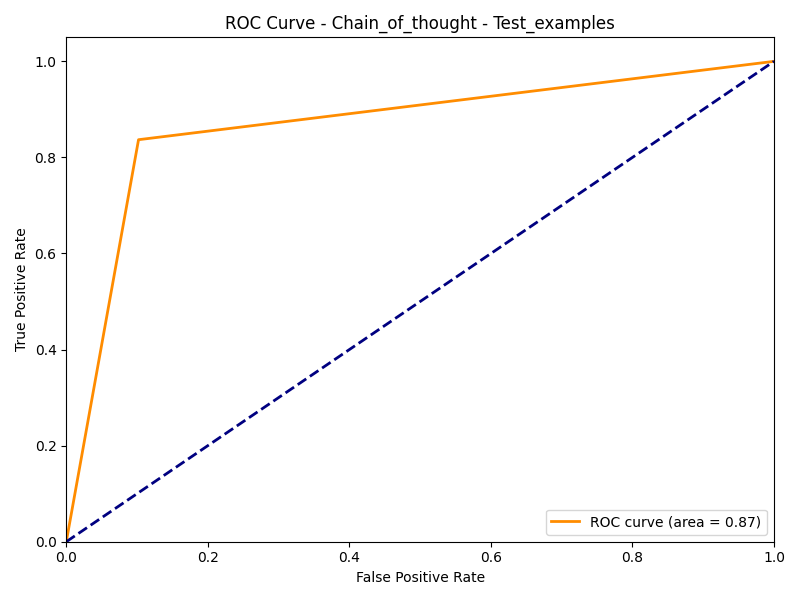 ROC Curve - Chain_of_thought - Test_examples
True Positive Rate
1.0
0.8
0.6
0.4
0.2
0.0
0.0 0.2 0.4 0.6 0.8 1.0
False Positive Rate
ROC curve (area = 0.87)